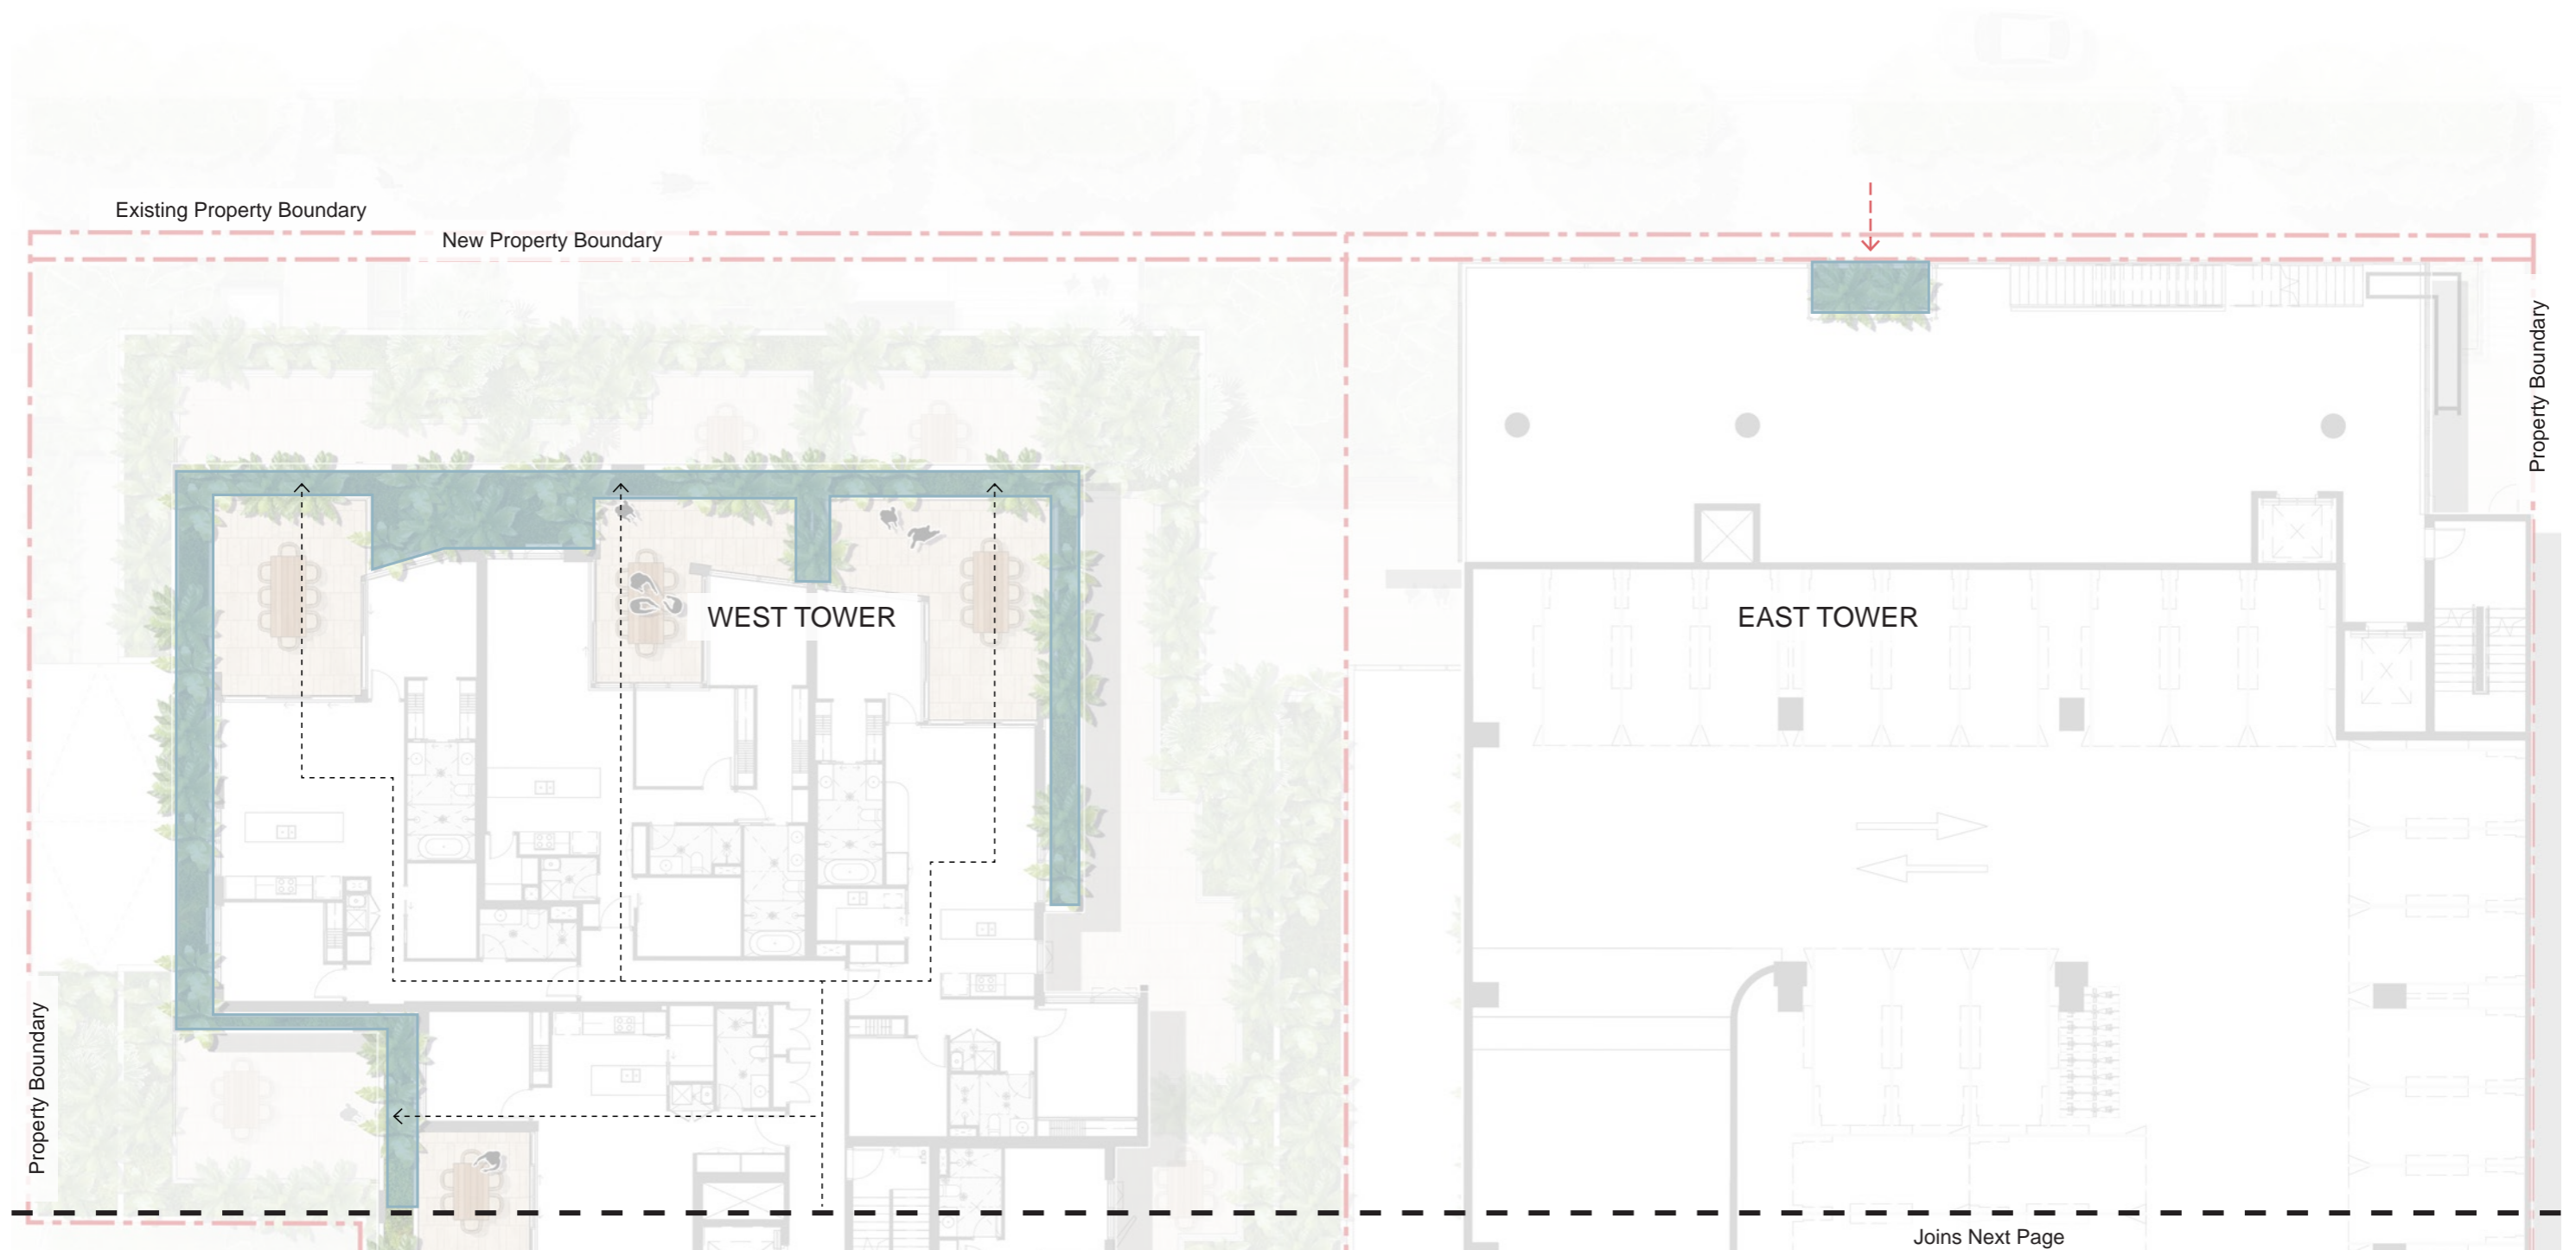 Existing Property Boundary
New Property Boundary
Property Boundary
WEST TOWER
EAST TOWER
Property Boundary
Joins Next Page